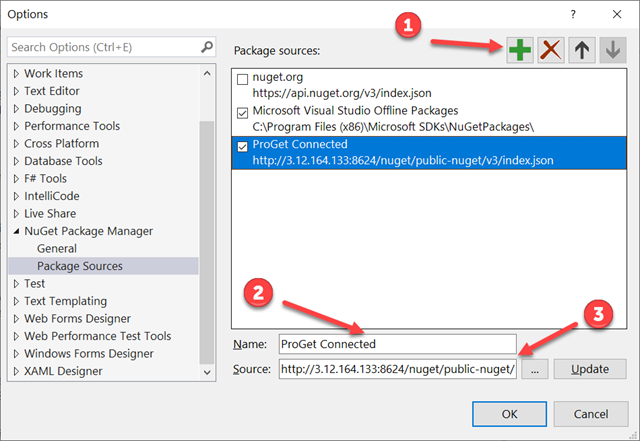 Options
?
Search Options (Ctrl+E)
Work Items
Text Editor
Debugging
Performance Tools
Cross Platform
Database Tools
F# Tools
IntelliCode
Live Share
NuGet Package Manager
General
Package Sources
Test
Text Templating
Web Forms Designer
Web Performance Test Tools
Windows Forms Designer
XAML Designer
Package sources:
1
nuget.org
https://api.nuget.org/v3/index.json
Microsoft Visual Studio Offline Packages
C:\Program Files (x86)\Microsoft SDKs\NuGetPackages\
ProGet Connected
http://3.12.164.133:8624/nuget/public-nuget/v3/index.json
2
3
Name: ProGet Connected
Source: http://3.12.164.133:8624/nuget/public-nuget/ ... Update
OK Cancel